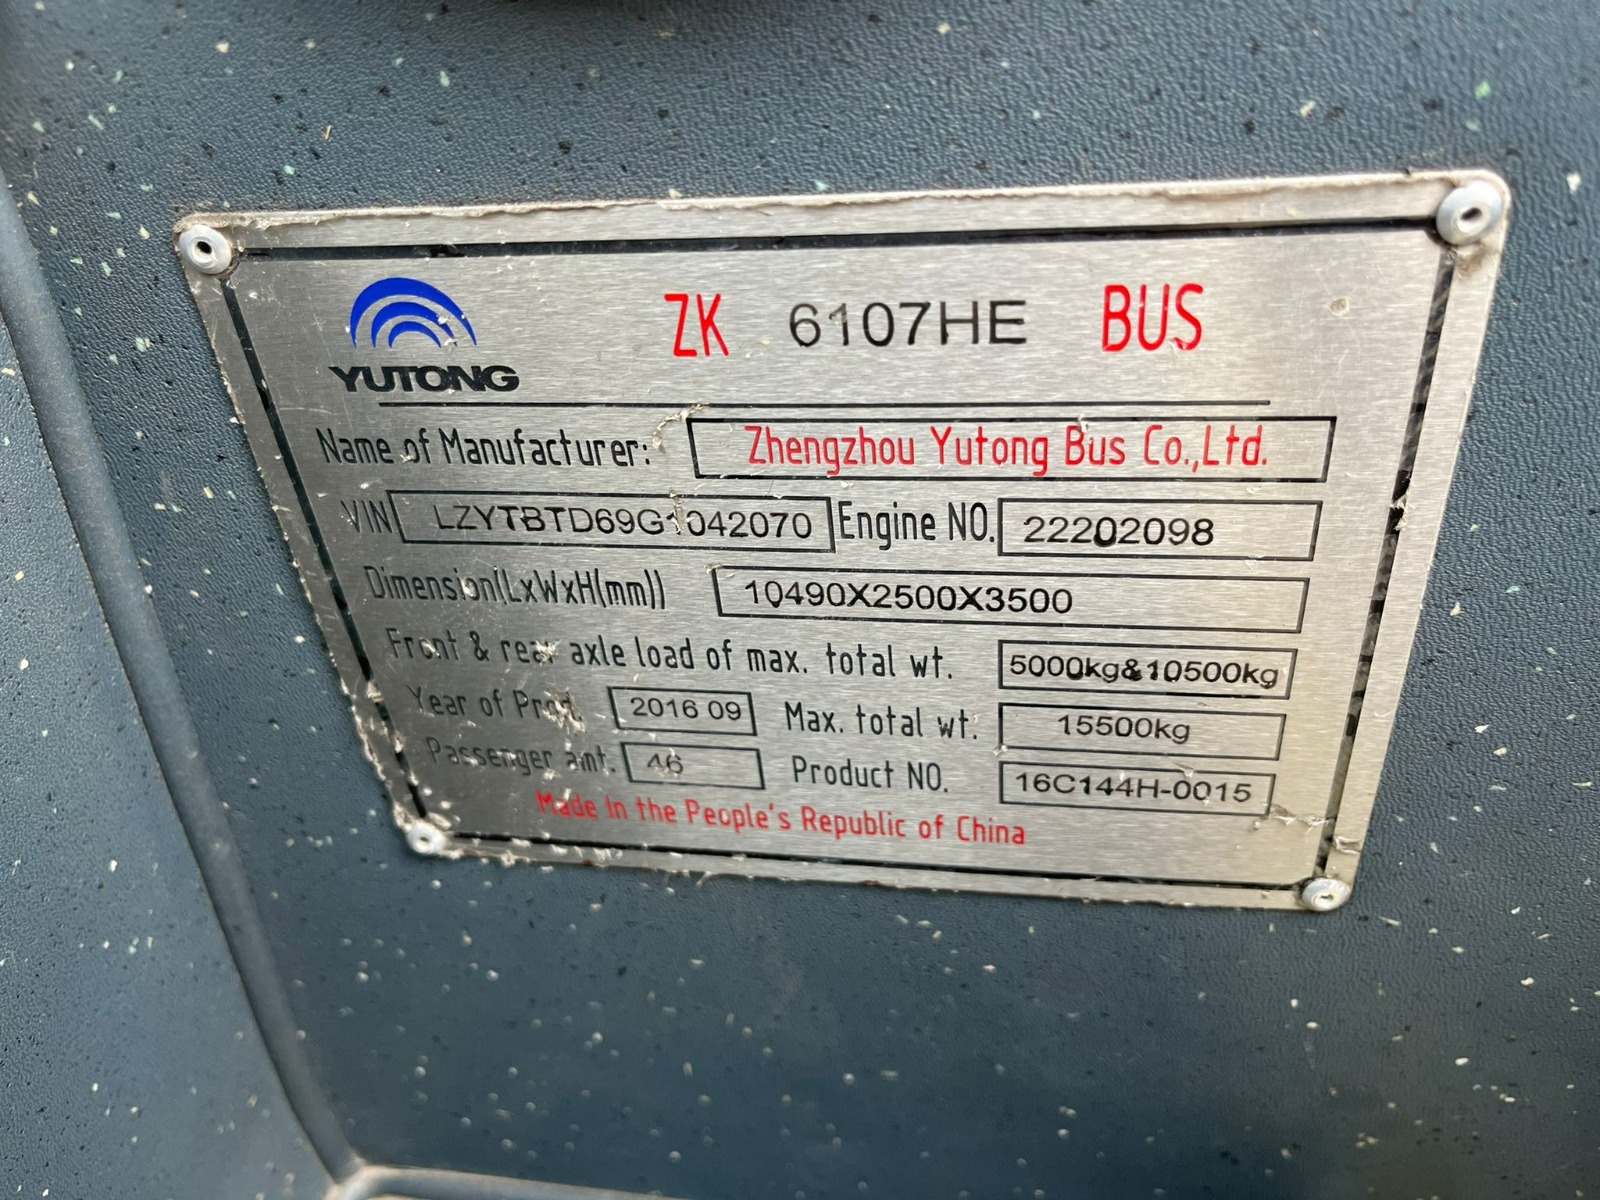 YUTONG
ZK 6107HE BUS
Name of Manufacturer: Zhengzhou Yutong Bus Co.,Ltd.
VIN LZYTBTD69G1042070 Engine NO. 22202098
Dimension(LxWxH(mm)) 10490X2500X3500
Front & rear axle load of max. total wt. 5000kg&10500kg
Year of Prod. 2016 09 Max. total wt. 15500kg
Passenger amt. 46 Product NO. 16C144H-0015
Made in the People's Republic of China